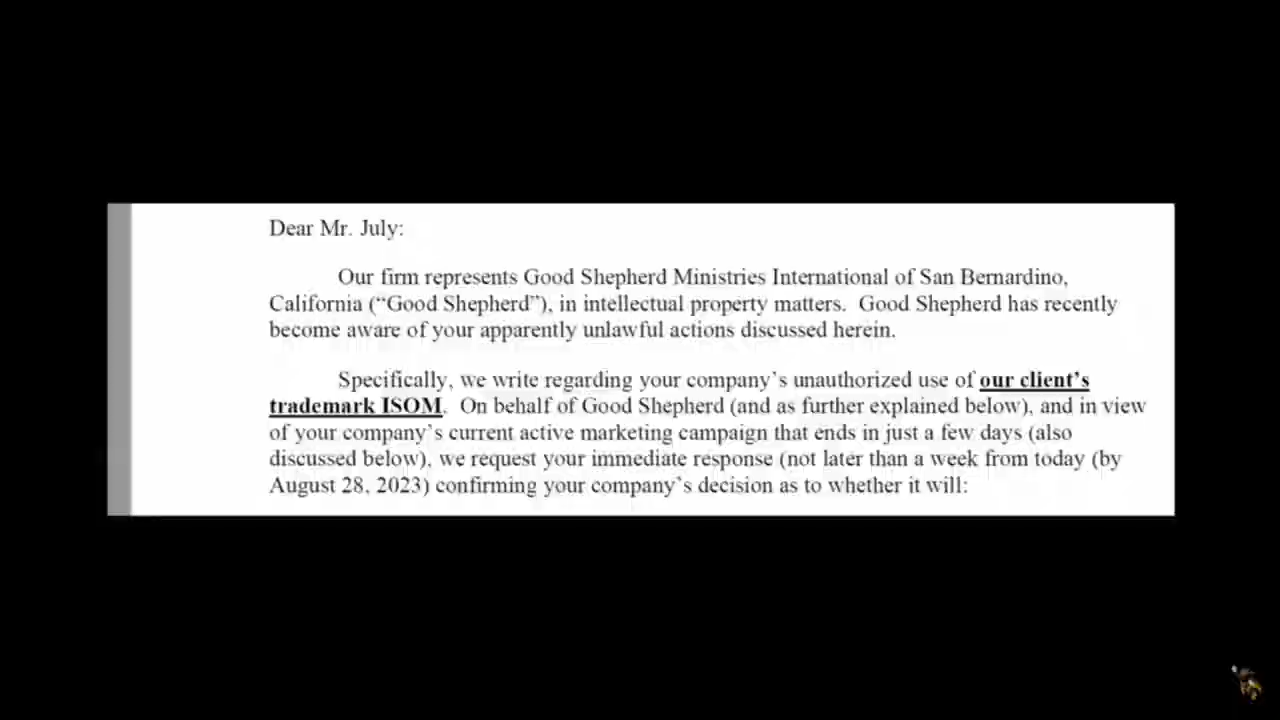 Dear Mr. July:
Our firm represents Good Shepherd Ministries International of San Bernardino,
California (“Good Shepherd”), in intellectual property matters.  Good Shepherd has recently
become aware of your apparently unlawful actions discussed herein.
Specifically, we write regarding your company’s unauthorized use of our client’s
trademark ISOM.  On behalf of Good Shepherd (and as further explained below), and in view
of your company’s current active marketing campaign that ends in just a few days (also
discussed below), we request your immediate response (not later than a week from today (by
August 28, 2023) confirming your company’s decision as to whether it will: